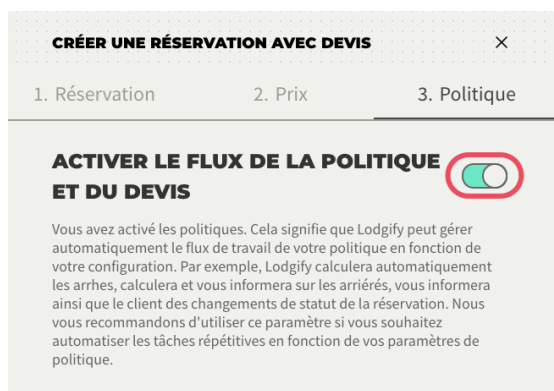 CRÉER UNE RÉSERVATION AVEC DEVIS
1. Réservation 2. Prix 3. Politique
ACTIVER LE FLUX DE LA POLITIQUE
ET DU DEVIS
Vous avez activé les politiques. Cela signifie que Lodgify peut gérer
automatiquement le flux de travail de votre politique en fonction de
votre configuration. Par exemple, Lodgify calculera automatiquement
les arrhes, calculera et vous informera sur les arriérés, vous informera
ainsi que le client des changements de statut de la réservation. Nous
vous recommandons d'utiliser ce paramètre si vous souhaitez
automatiser les tâches répétitives en fonction de vos paramètres de
politique.